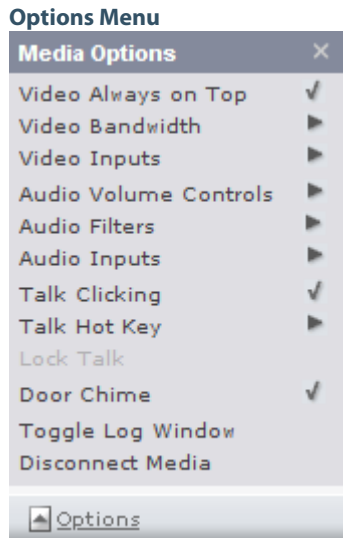 Options Menu
Media Options
Video Always on Top
Video Bandwidth
Video Inputs
Audio Volume Controls
Audio Filters
Audio Inputs
Talk Clicking
Talk Hot Key
Lock Talk
Door Chime
Toggle Log Window
Disconnect Media
Options